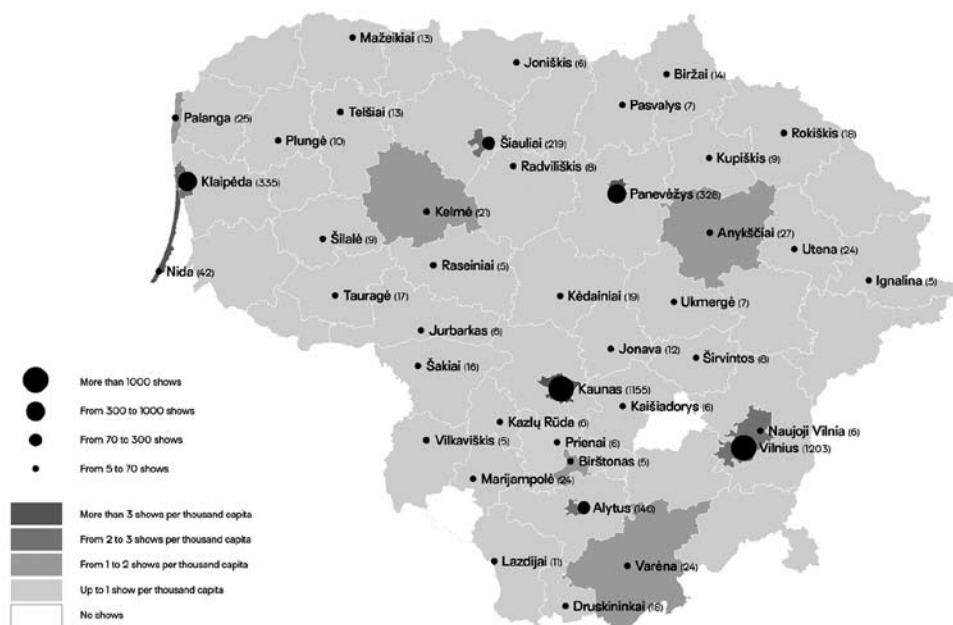 Mažeikiai (13)
Joniškis (6)
Biržai (14)
Pasvalys (7)
Telšiai (13)
Palanga (25)
Rokiškis (18)
Plungė (10)
Šiauliai (219)
Radviliškis (8)
Kupiškis (9)
Klaipėda (335)
Panevėžys (328)
Kelmė (21)
Anykščiai (27)
Šilalė (9)
Utena (24)
Nida (42)
Raseiniai (5)
Ignalina (5)
Tauragė (17)
Kėdainiai (19)
Ukmergė (7)
Jurbarkas (6)
Jonava (12)
Širvintos (8)
Šakiai (16)
Kaunas (1155)
Kaišiadorys (6)
Kazlų Rūda (6)
Naujoji Vilnia (6)
Vilkaviškis (5)
Prienai (6)
Vilnius (1203)
Birštonas (5)
Marijampolė (24)
Alytus (146)
Lazdijai (11)
Varėna (24)
Druskininkai (18)
More than 1000 shows
From 300 to 1000 shows
From 70 to 300 shows
From 5 to 70 shows
More than 3 shows per thousand capita
From 2 to 3 shows per thousand capita
From 1 to 2 shows per thousand capita
Up to 1 show per thousand capita
No shows